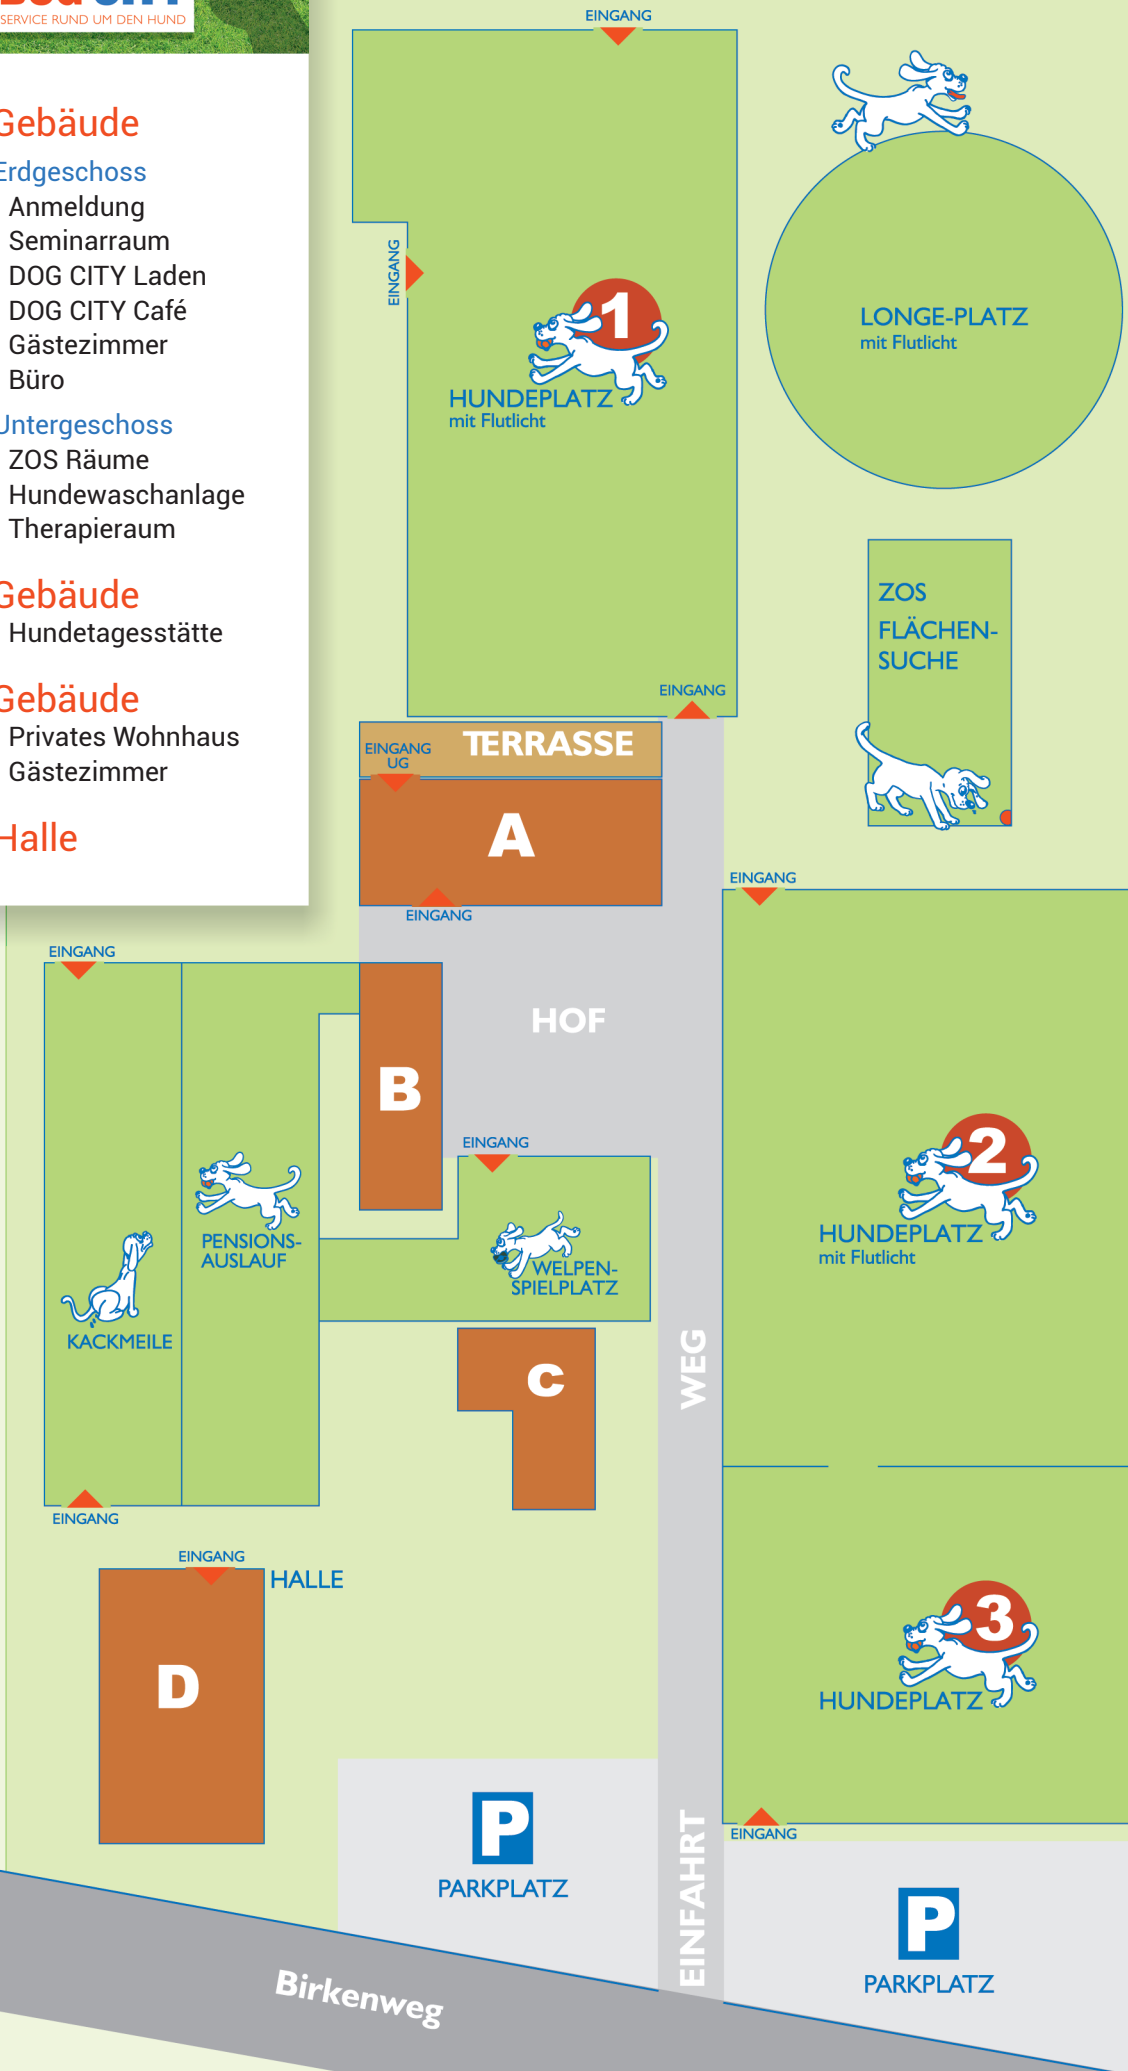 SERVICE RUND UM DEN HUND
Gebäude
Erdgeschoss
Anmeldung
Seminarraum
DOG CITY Laden
DOG CITY Café
Gästezimmer
Büro
Untergeschoss
ZOS Räume
Hundewaschanlage
Therapieraum
Gebäude
Hundetagesstätte
Gebäude
Privates Wohnhaus
Gästezimmer
Halle
EINGANG
EINGANG
1
HUNDEPLATZ
mit Flutlicht
LONGE-PLATZ
mit Flutlicht
ZOS
FLÄCHEN-
SUCHE
EINGANG
TERRASSE
EINGANG
UG
A
EINGANG
EINGANG
EINGANG
HOF
B
EINGANG
2
HUNDEPLATZ
mit Flutlicht
PENSIONS-
AUSLAUF
WELPEN-
SPIELPLATZ
KACKMEILE
WEG
C
EINGANG
EINGANG
HALLE
D
3
HUNDEPLATZ
EINGANG
P
PARKPLATZ
EINFAHRT
P
PARKPLATZ
Birkenweg